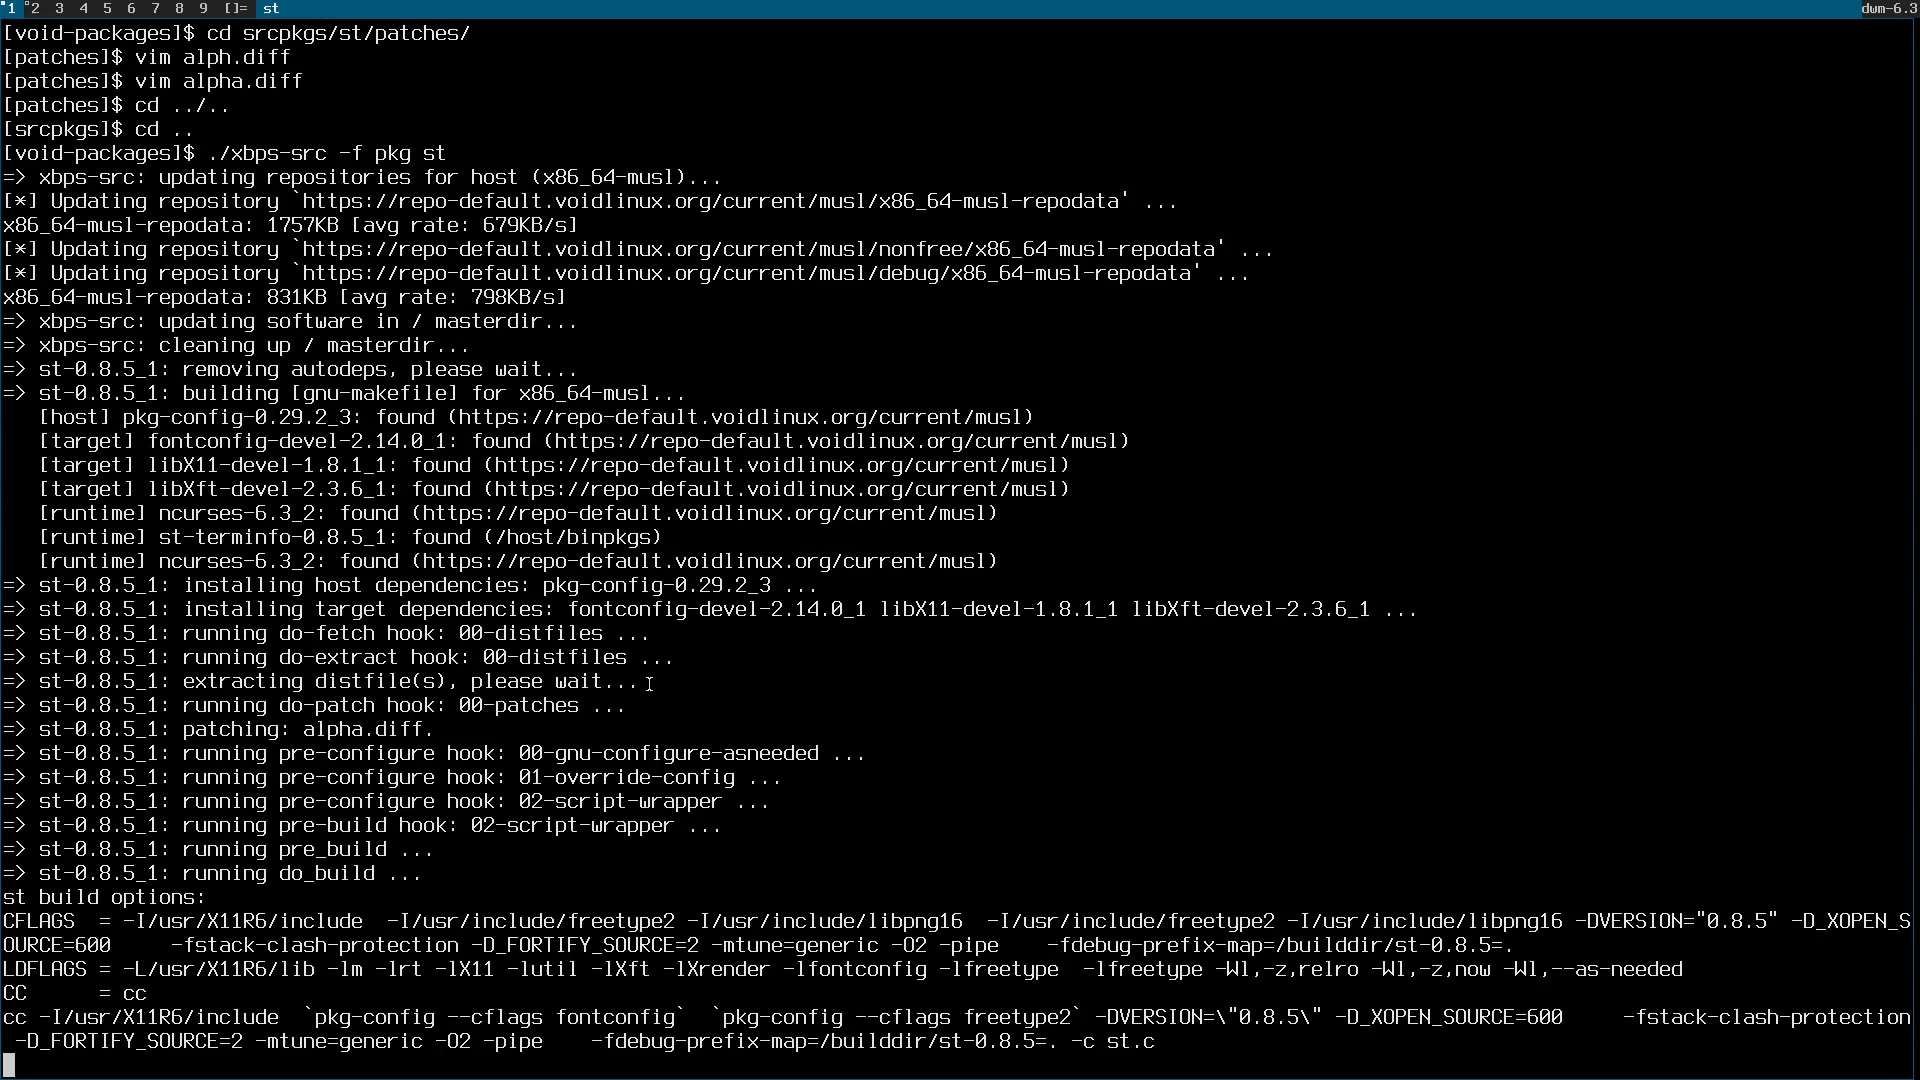 1 2 3 4 5 6 7 8 9 []= st dwm-6.3
[void-packages]$ cd srcpkgs/st/patches/
[patches]$ vim alph.diff
[patches]$ vim alpha.diff
[patches]$ cd ../..
[srcpkgs]$ cd ..
[void-packages]$ ./xbps-src -f pkg st
=> xbps-src: updating repositories for host (x86_64-musl)...
[*] Updating repository `https://repo-default.voidlinux.org/current/musl/x86_64-musl-repodata' ...
x86_64-musl-repodata: 1757KB [avg rate: 679KB/s]
[*] Updating repository `https://repo-default.voidlinux.org/current/musl/nonfree/x86_64-musl-repodata' ...
[*] Updating repository `https://repo-default.voidlinux.org/current/musl/debug/x86_64-musl-repodata' ...
x86_64-musl-repodata: 831KB [avg rate: 798KB/s]
=> xbps-src: updating software in / masterdir...
=> xbps-src: cleaning up / masterdir...
=> st-0.8.5_1: removing autodeps, please wait...
=> st-0.8.5_1: building [gnu-makefile] for x86_64-musl...
   [host] pkg-config-0.29.2_3: found (https://repo-default.voidlinux.org/current/musl)
   [target] fontconfig-devel-2.14.0_1: found (https://repo-default.voidlinux.org/current/musl)
   [target] libX11-devel-1.8.1_1: found (https://repo-default.voidlinux.org/current/musl)
   [target] libXft-devel-2.3.6_1: found (https://repo-default.voidlinux.org/current/musl)
   [runtime] ncurses-6.3_2: found (https://repo-default.voidlinux.org/current/musl)
   [runtime] st-terminfo-0.8.5_1: found (/host/binpkgs)
   [runtime] ncurses-6.3_2: found (https://repo-default.voidlinux.org/current/musl)
=> st-0.8.5_1: installing host dependencies: pkg-config-0.29.2_3 ...
=> st-0.8.5_1: installing target dependencies: fontconfig-devel-2.14.0_1 libX11-devel-1.8.1_1 libXft-devel-2.3.6_1 ...
=> st-0.8.5_1: running do-fetch hook: 00-distfiles ...
=> st-0.8.5_1: running do-extract hook: 00-distfiles ...
=> st-0.8.5_1: extracting distfile(s), please wait...
=> st-0.8.5_1: running do-patch hook: 00-patches ...
=> st-0.8.5_1: patching: alpha.diff.
=> st-0.8.5_1: running pre-configure hook: 00-gnu-configure-asneeded ...
=> st-0.8.5_1: running pre-configure hook: 01-override-config ...
=> st-0.8.5_1: running pre-configure hook: 02-script-wrapper ...
=> st-0.8.5_1: running pre-build hook: 02-script-wrapper ...
=> st-0.8.5_1: running pre_build ...
=> st-0.8.5_1: running do_build ...
st build options:
CFLAGS  = -I/usr/X11R6/include  -I/usr/include/freetype2 -I/usr/include/libpng16  -I/usr/include/freetype2 -I/usr/include/libpng16 -DVERSION="0.8.5" -D_XOPEN_S
OURCE=600     -fstack-clash-protection -D_FORTIFY_SOURCE=2 -mtune=generic -O2 -pipe    -fdebug-prefix-map=/builddir/st-0.8.5=.
LDFLAGS = -L/usr/X11R6/lib -lm -lrt -lX11 -lutil -lXft -lXrender -lfontconfig -lfreetype  -lfreetype -Wl,-z,relro -Wl,-z,now -Wl,--as-needed
CC      = cc
cc -I/usr/X11R6/include  `pkg-config --cflags fontconfig`  `pkg-config --cflags freetype2` -DVERSION=\"0.8.5\" -D_XOPEN_SOURCE=600     -fstack-clash-protection
 -D_FORTIFY_SOURCE=2 -mtune=generic -O2 -pipe    -fdebug-prefix-map=/builddir/st-0.8.5=. -c st.c